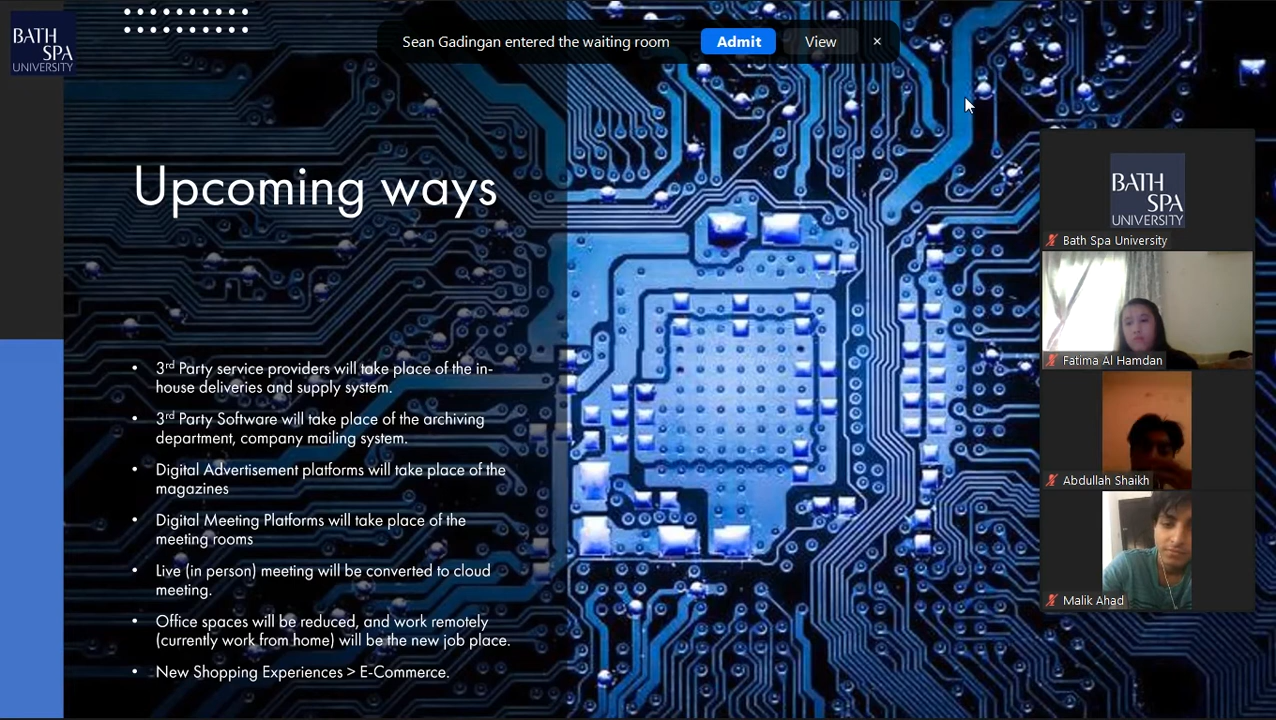 BATH
SPA
UNIVERSITY
Sean Gadingan entered the waiting room
Admit
View
×
Upcoming ways
• 3rd Party service providers will take place of the in-
house deliveries and supply system.
• 3rd Party Software will take place of the archiving
department, company mailing system.
• Digital Advertisement platforms will take place of the
magazines
• Digital Meeting Platforms will take place of the
meeting rooms
• Live (in person) meeting will be converted to cloud
meeting.
• Office spaces will be reduced, and work remotely
(currently work from home) will be the new job place.
• New Shopping Experiences > E-Commerce.
BATH
SPA
UNIVERSITY
Bath Spa University
Fatima Al Hamdan
Abdullah Shaikh
Malik Ahad